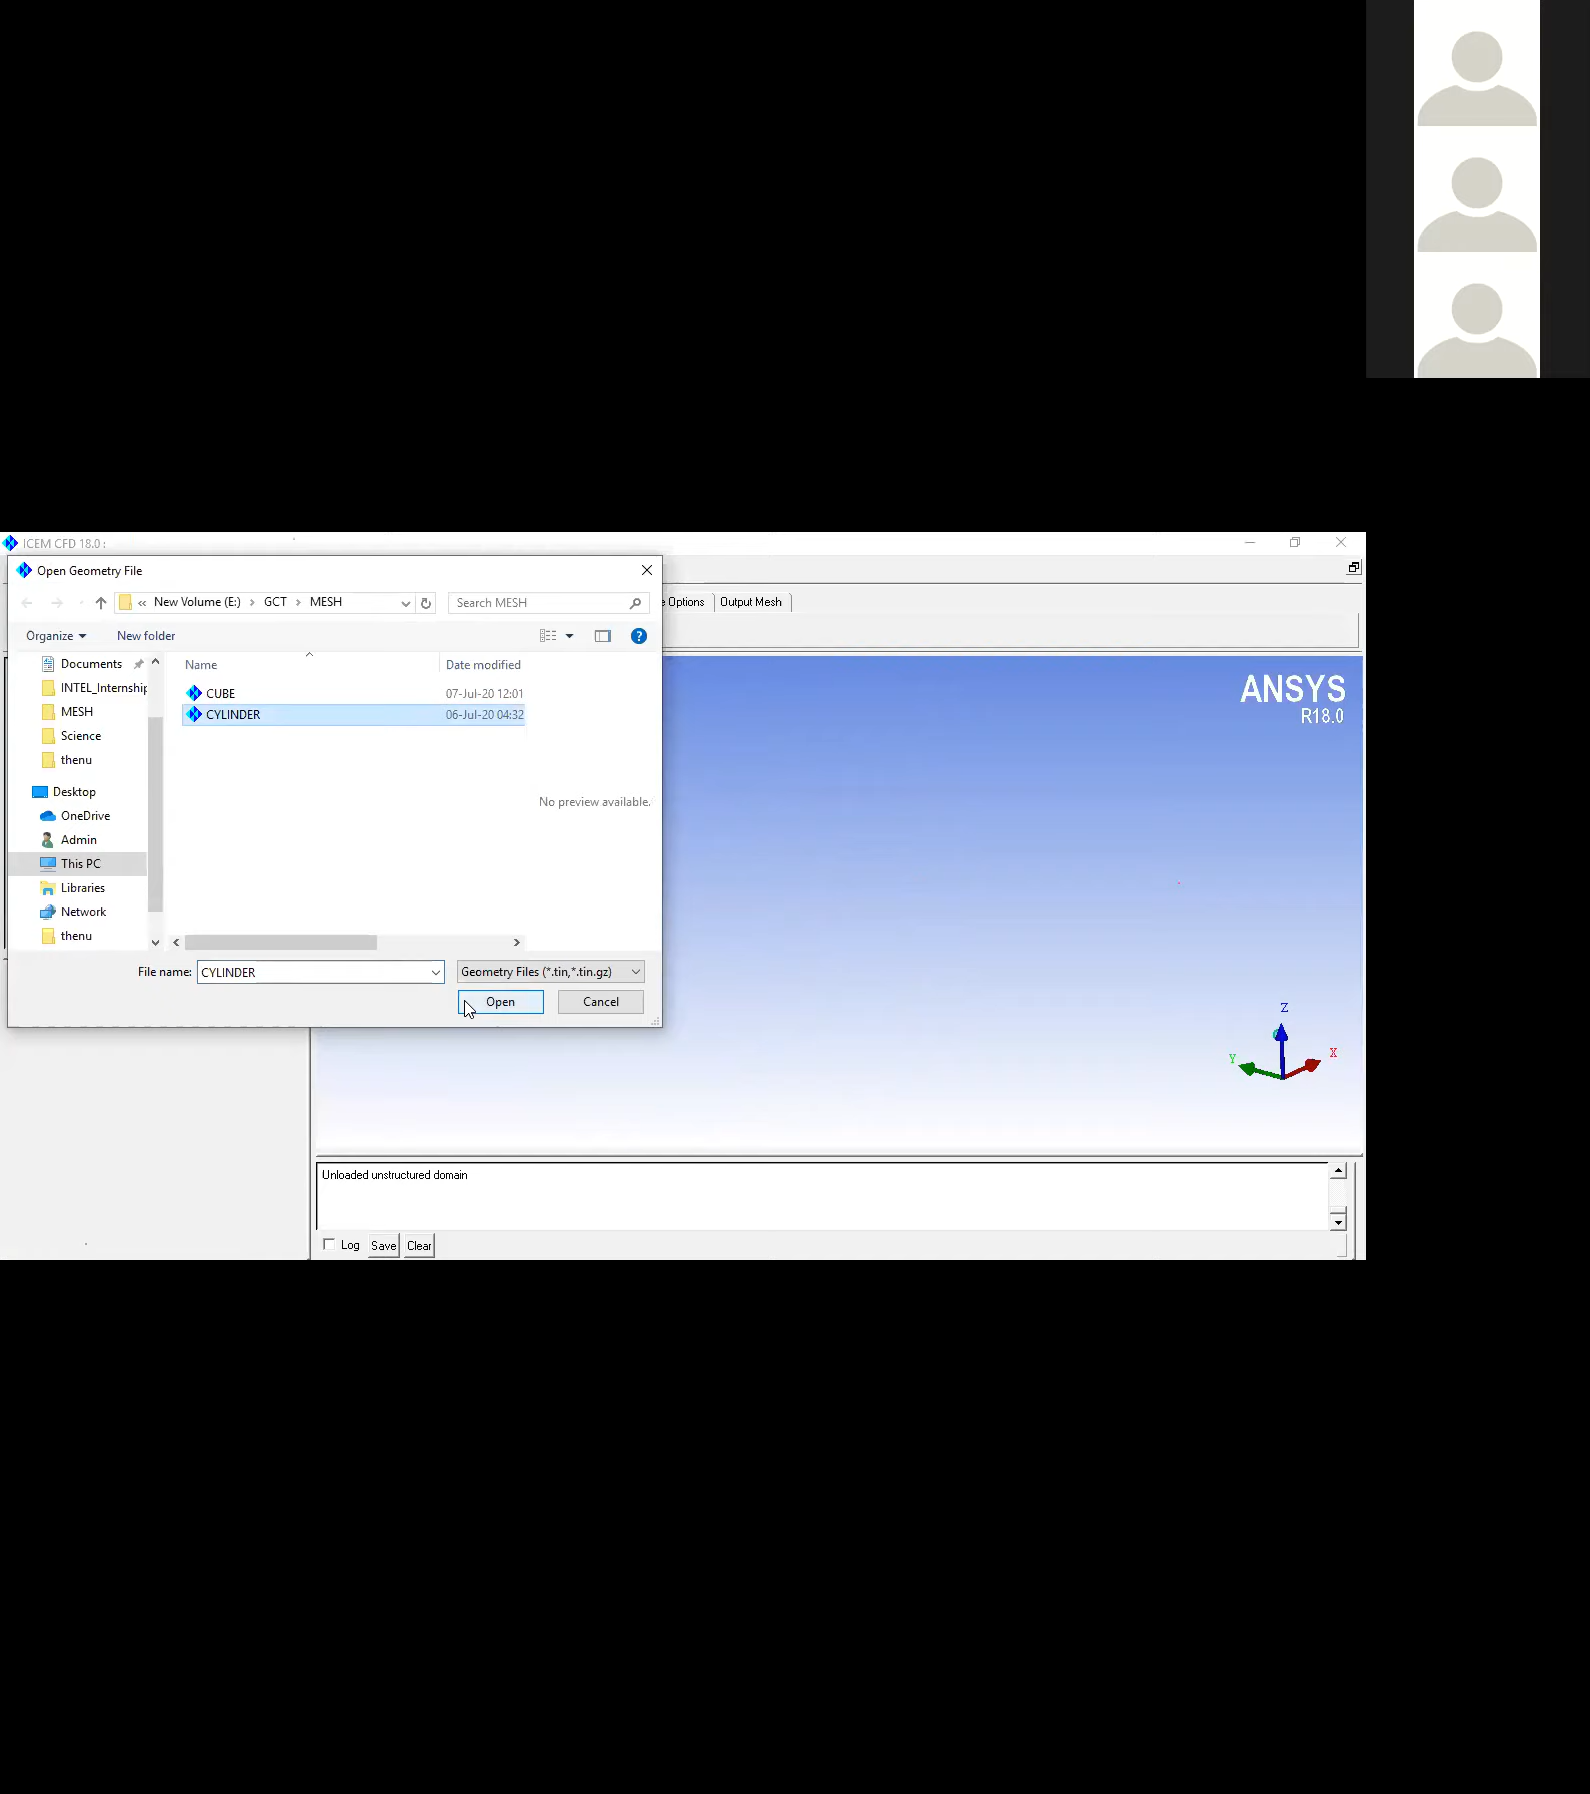 ICEM CFD 18.0 :
Open Geometry File
« New Volume (E:) > GCT > MESH
Search MESH
Options
Output Mesh
Organize
New folder
?
Name
Date modified
Documents
INTEL_Internship
MESH
Science
thenu
Desktop
OneDrive
Admin
This PC
Libraries
Network
thenu
CUBE 07-Jul-20 12:01
CYLINDER 06-Jul-20 04:32
No preview available.
File name: CYLINDER
Geometry Files (*.tin,*.tin.gz)
Open
Cancel
ANSYS
R18.0
Z
Y
X
Unloaded unstructured domain
Log
Save
Clear